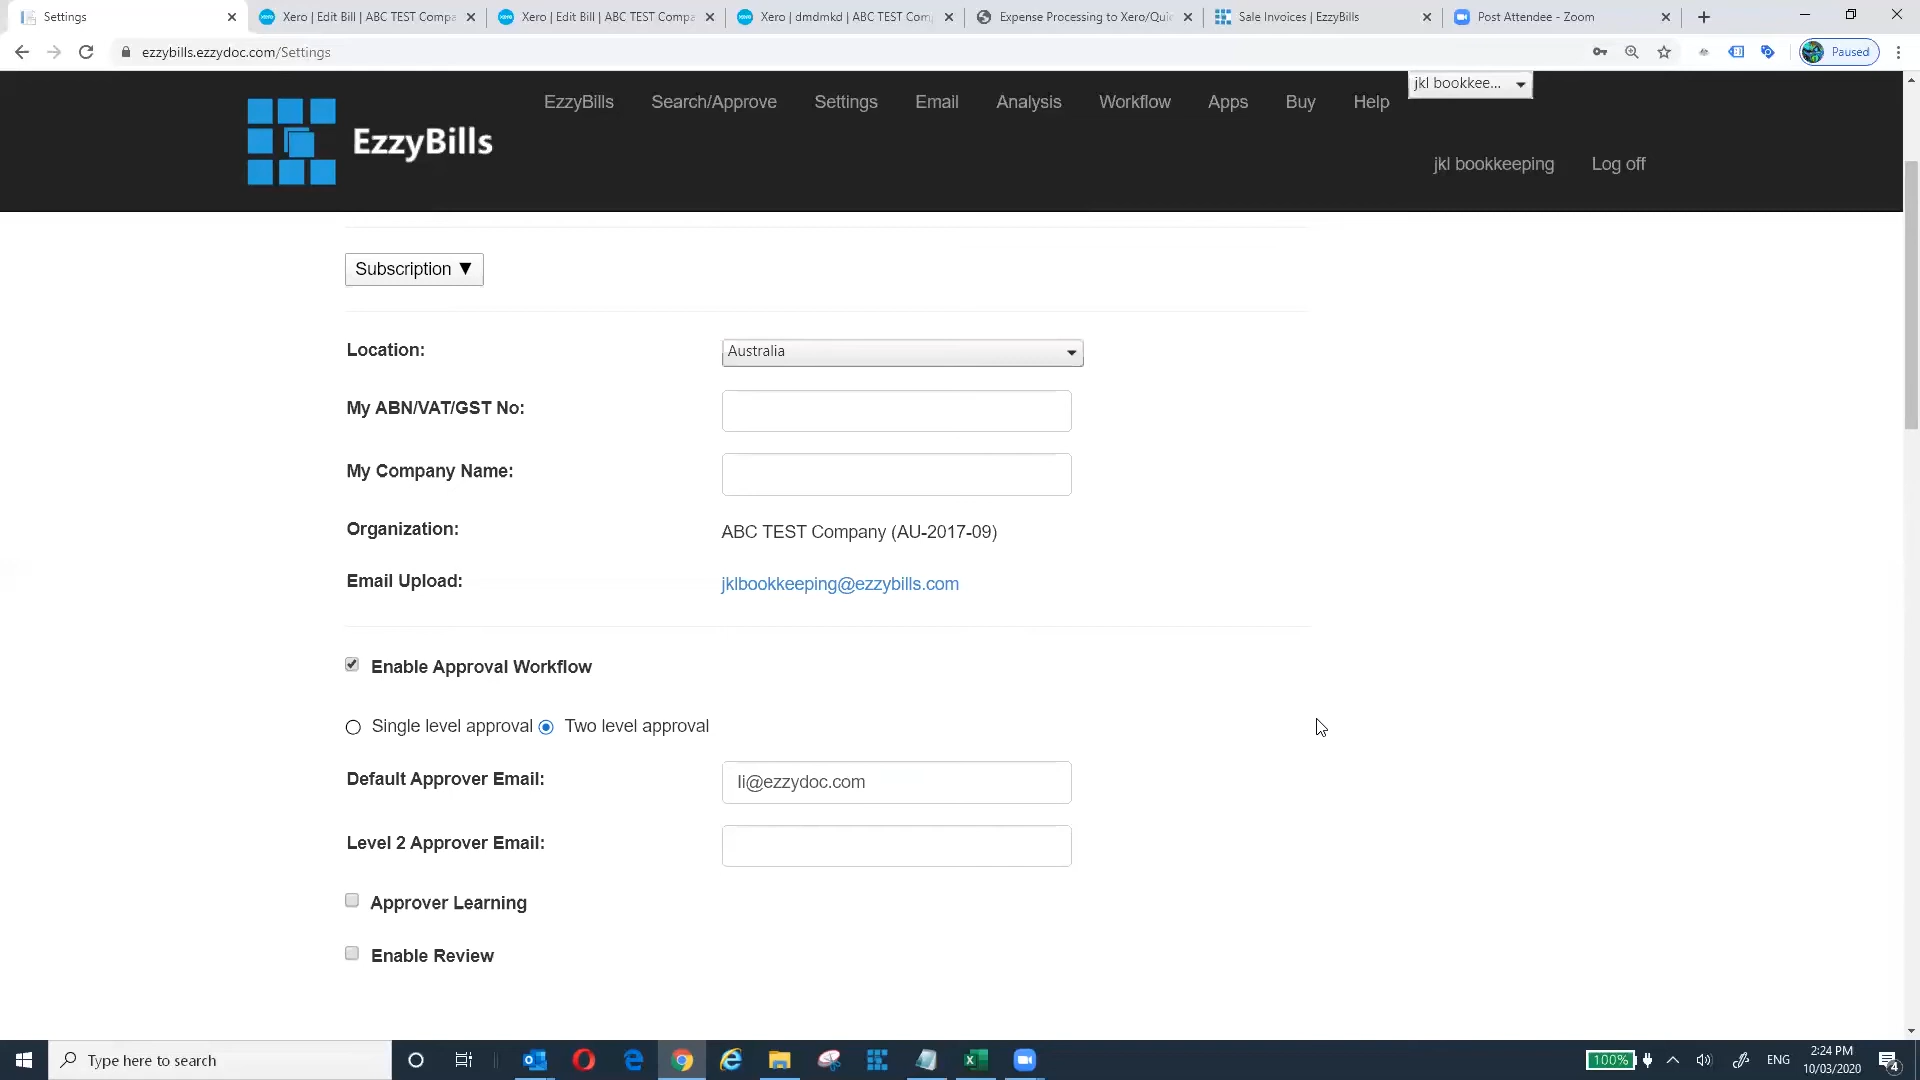 Settings
Xero | Edit Bill | ABC TEST Compa
Xero | Edit Bill | ABC TEST Compa
Xero | dmdmkd | ABC TEST Com
Expense Processing to Xero/Quic
Sale Invoices | EzzyBills
Post Attendee - Zoom
ezzybills.ezzydoc.com/Settings
Paused
EzzyBills
EzzyBills
Search/Approve
Settings
Email
Analysis
Workflow
Apps
Buy
Help
jkl bookkee...
jkl bookkeeping
Log off
Subscription ▼
Location:
Australia
My ABN/VAT/GST No:
My Company Name:
Organization:
ABC TEST Company (AU-2017-09)
Email Upload:
jklbookkeeping@ezzybills.com
Enable Approval Workflow
Single level approval
Two level approval
Default Approver Email:
li@ezzydoc.com
Level 2 Approver Email:
Approver Learning
Enable Review
Type here to search
100%
ENG
2:24 PM
10/03/2020
4